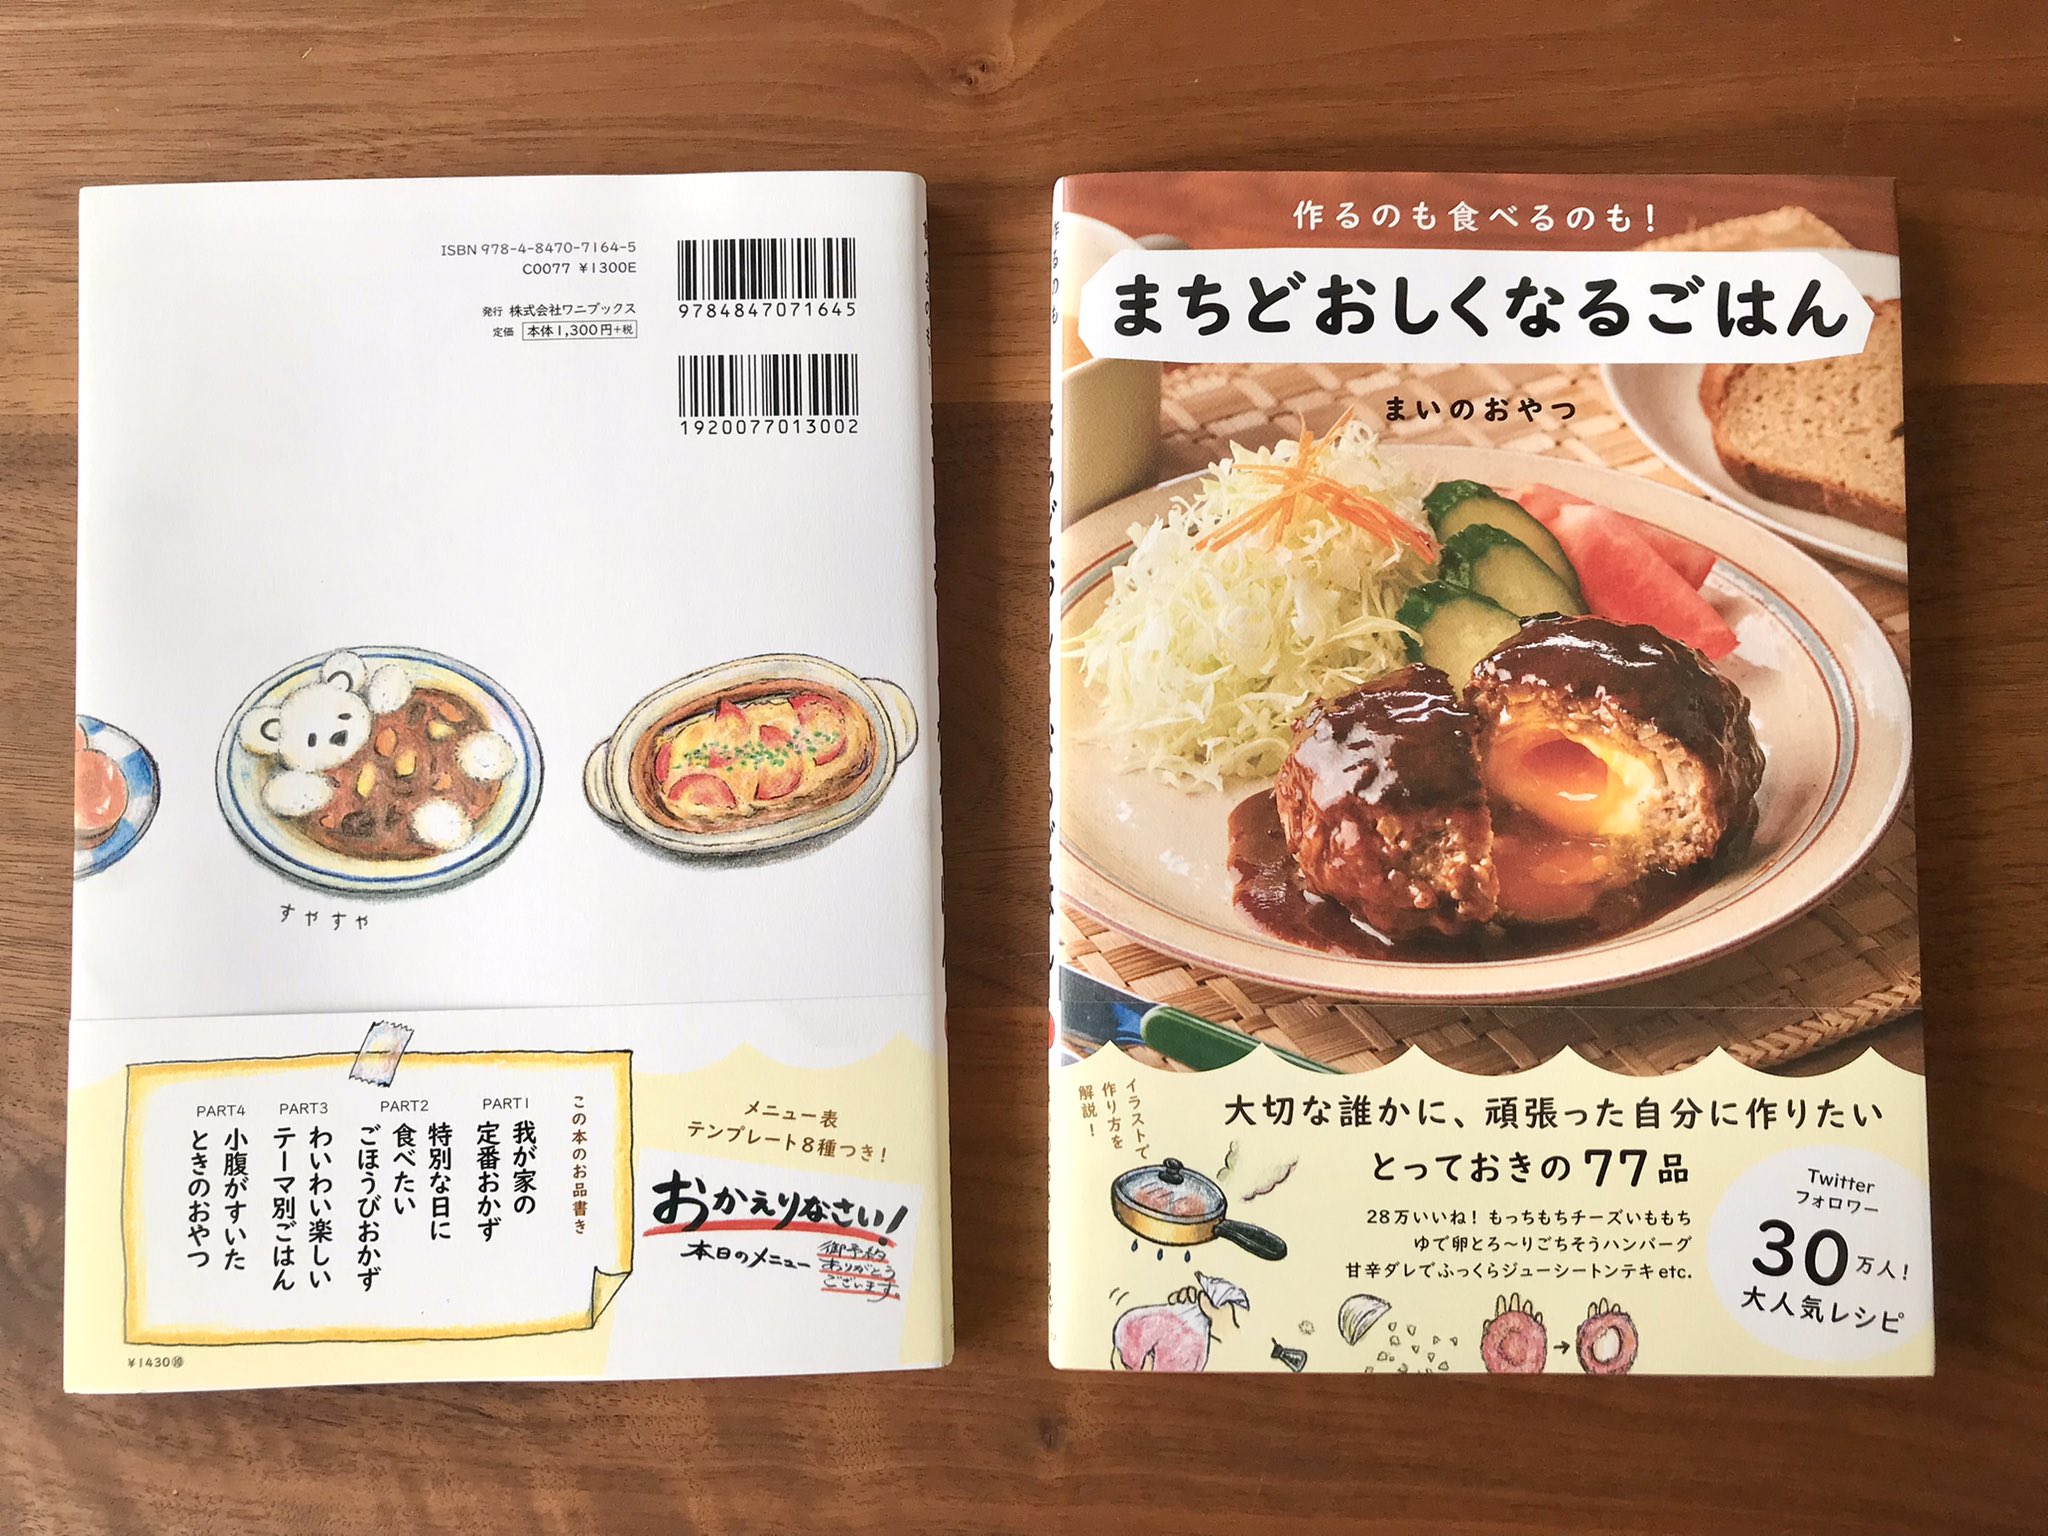 ISBN 978-4-8470-7164-5
C0077 ¥1300E
発行 株式会社ワニブックス
定価 本体1,300円+税
9784847071645
1920077013002
すやすや
この本のお品書き
PART1
我が家の
定番おかず
PART2
特別な日に
食べたい
ごほうびおかず
PART3
わいわい楽しい
テーマ別ごはん
PART4
小腹がすいた
ときのおやつ
メニュー表
テンプレート8種つき!
おかえりなさい!
本日のメニュー
御予約
ありがとう
ございます。
¥1430⑩
作るのも食べるのも!
まちどおしくなるごはん
まいのおやつ
イラストで
作り方を
解説!
大切な誰かに、頑張った自分に作りたい
とっておきの77品
28万いいね! もっちもちチーズいももち
ゆで卵とろ〜りごちそうハンバーグ
甘辛ダレでふっくらジューシートンテキetc.
Twitter
フォロワー
30万人!
大人気レシピ